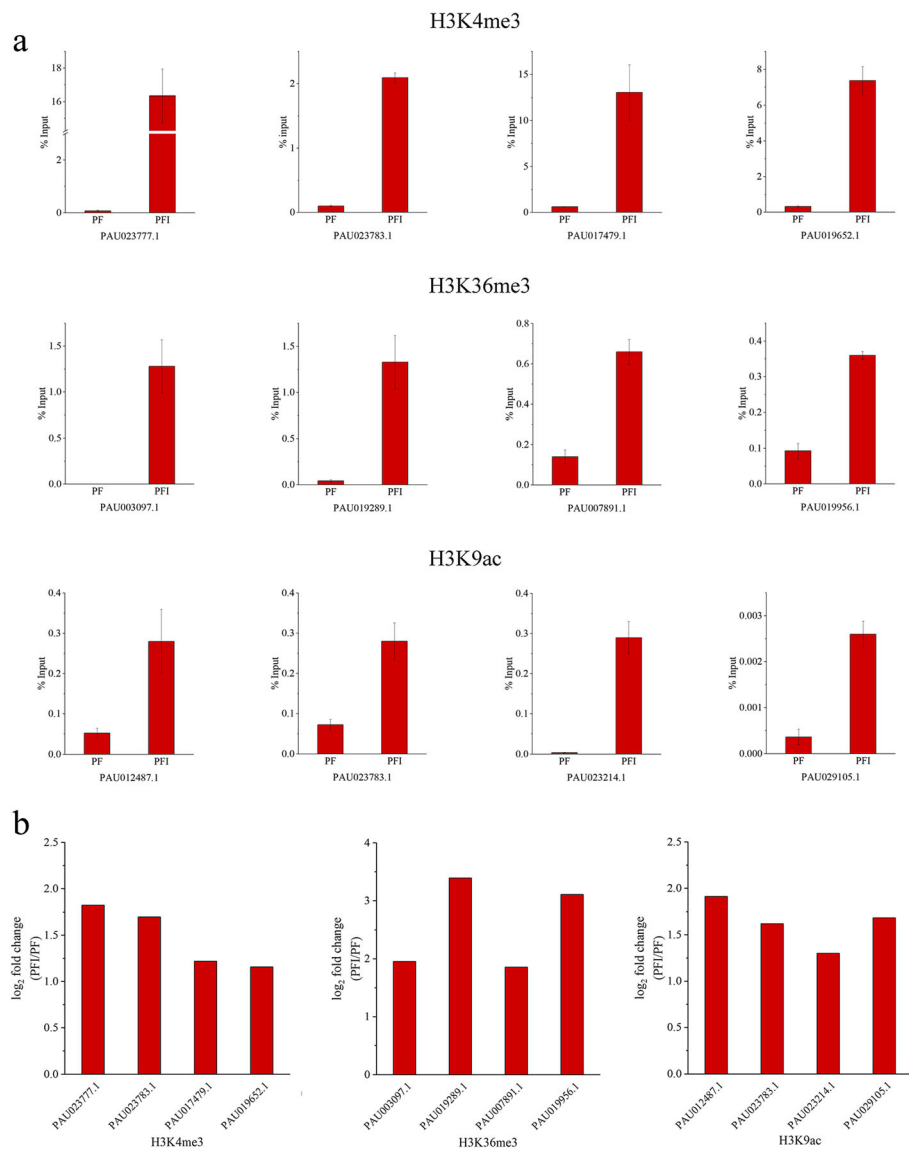 a
H3K4me3
% Input
18
16
2
0
PF
PFI
PAU023777.1
% input
2
1
0
PF
PFI
PAU023783.1
% Input
15
10
5
0
PF
PFI
PAU017479.1
% Input
8
6
4
2
0
PF
PFI
PAU019652.1
H3K36me3
% Input
1.5
1.0
0.5
0.0
PF
PFI
PAU003097.1
% Input
1.5
1.0
0.5
0.0
PF
PFI
PAU019289.1
% Input
0.8
0.6
0.4
0.2
0.0
PF
PFI
PAU007891.1
% Input
0.4
0.3
0.2
0.1
0.0
PF
PFI
PAU019956.1
H3K9ac
% Input
0.4
0.3
0.2
0.1
0.0
PF
PFI
PAU012487.1
% Input
0.4
0.3
0.2
0.1
0.0
PF
PFI
PAU023783.1
% Input
0.4
0.3
0.2
0.1
0.0
PF
PFI
PAU023214.1
% Input
0.003
0.002
0.001
0.000
PF
PFI
PAU029105.1
b
log2 fold change
(PFI/PF)
2.5
2.0
1.5
1.0
0.5
0.0
PAU023777.1
PAU023783.1
PAU017479.1
PAU019652.1
H3K4me3
log2 fold change
(PFI/PF)
4
3
2
1
0
PAU003097.1
PAU019289.1
PAU007891.1
PAU019956.1
H3K36me3
log2 fold change
(PFI/PF)
2.5
2.0
1.5
1.0
0.5
0.0
PAU012487.1
PAU023783.1
PAU023214.1
PAU029105.1
H3K9ac